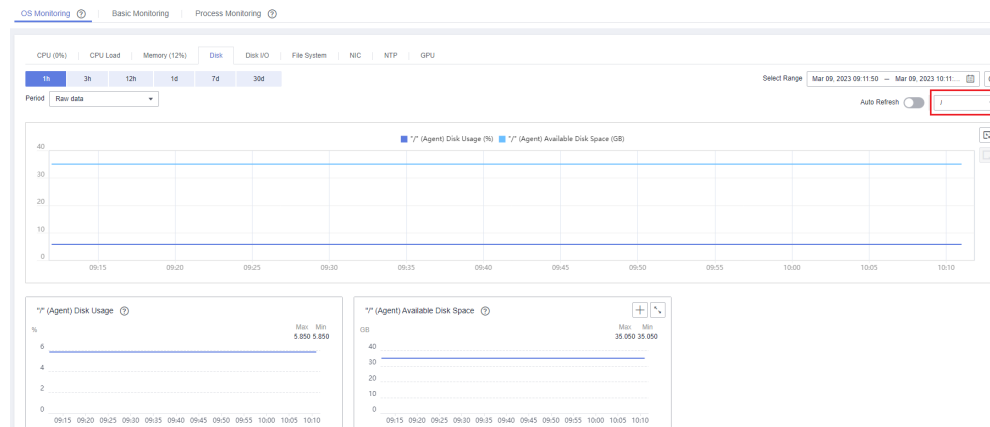 OS Monitoring ? Basic Monitoring Process Monitoring ?
CPU (0%) CPU Load Memory (12%) Disk Disk I/O File System NIC NTP GPU
1h 3h 12h 1d 7d 30d Select Range Mar 09, 2023 09:11:50 — Mar 09, 2023 10:11:...
Period Raw data Auto Refresh /
"/" (Agent) Disk Usage (%) "/" (Agent) Available Disk Space (GB)
40
30
20
10
0
09:15 09:20 09:25 09:30 09:35 09:40 09:45 09:50 09:55 10:00 10:05 10:10
"/" (Agent) Disk Usage ?
% Max Min
5.850 5.850
6
4
2
0
09:15 09:20 09:25 09:30 09:35 09:40 09:45 09:50 09:55 10:00 10:05 10:10
"/" (Agent) Available Disk Space ?
GB Max Min
35.050 35.050
40
30
20
10
0
09:15 09:20 09:25 09:30 09:35 09:40 09:45 09:50 09:55 10:00 10:05 10:10